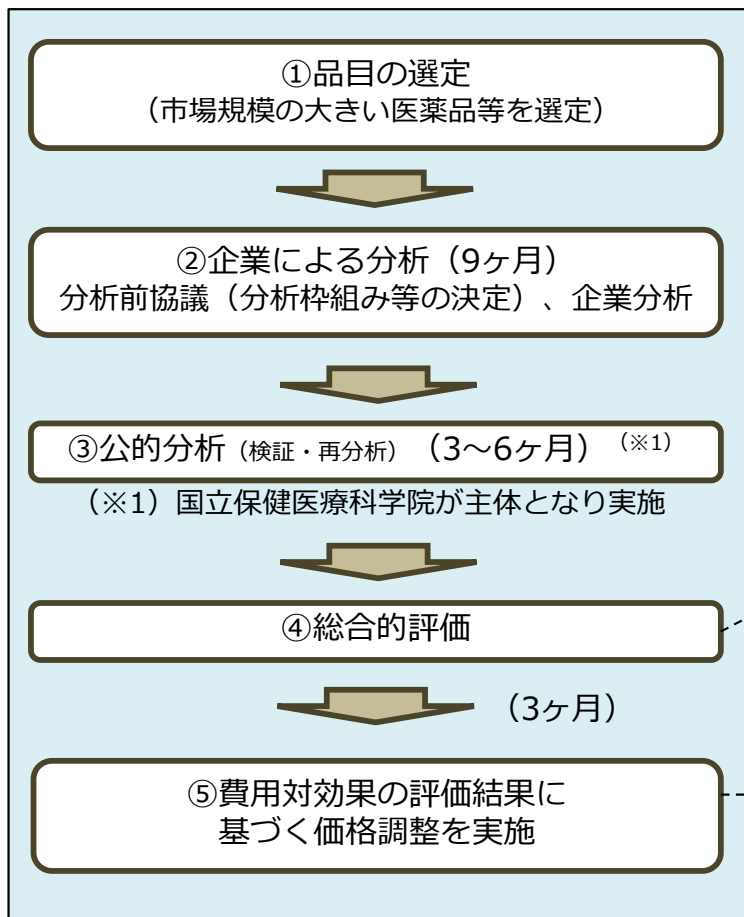 ①品目の選定
（市場規模の大きい医薬品等を選定）
②企業による分析（9ヶ月）
分析前協議（分析枠組み等の決定）、企業分析
③公的分析（検証・再分析）（3～6ヶ月）（※1）
（※1）国立保健医療科学院が主体となり実施
④総合的評価
（3ヶ月）
⑤費用対効果の評価結果に
基づく価格調整を実施